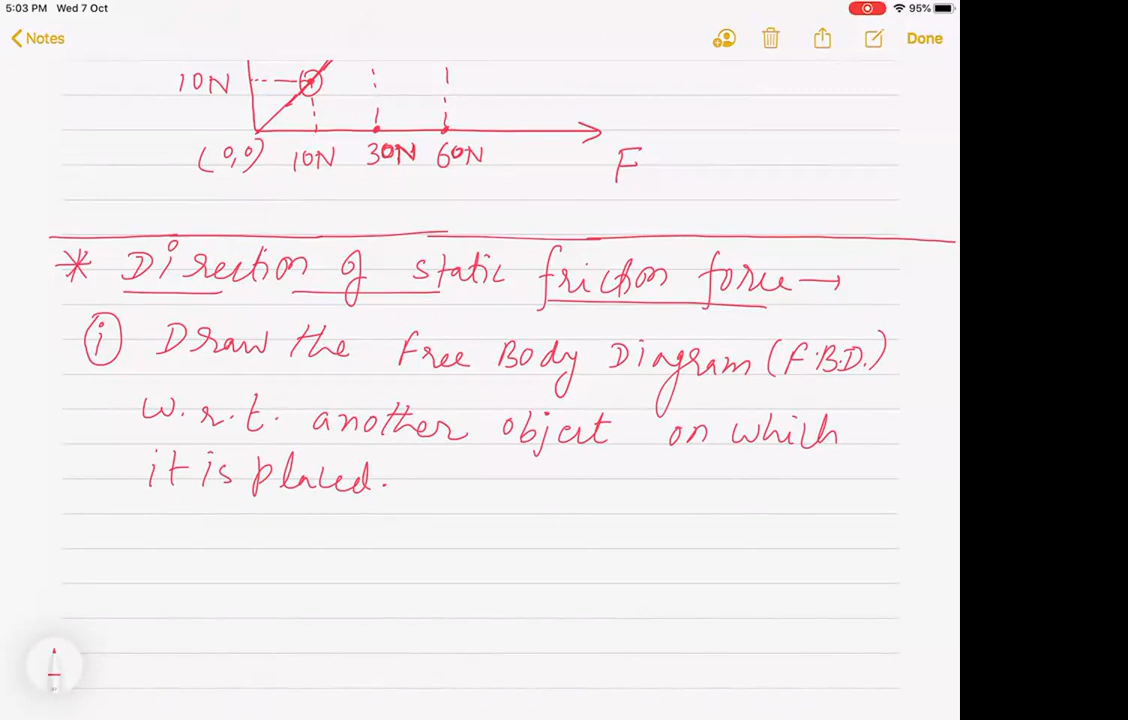 5:03 PM Wed 7 Oct
95%
Notes
Done
10N
(0,0) 10N 30N 60N
F
* Direction of static friction force →
(i) Draw the Free Body Diagram (F.B.D.)
w.r.t. another object on which
it is placed.